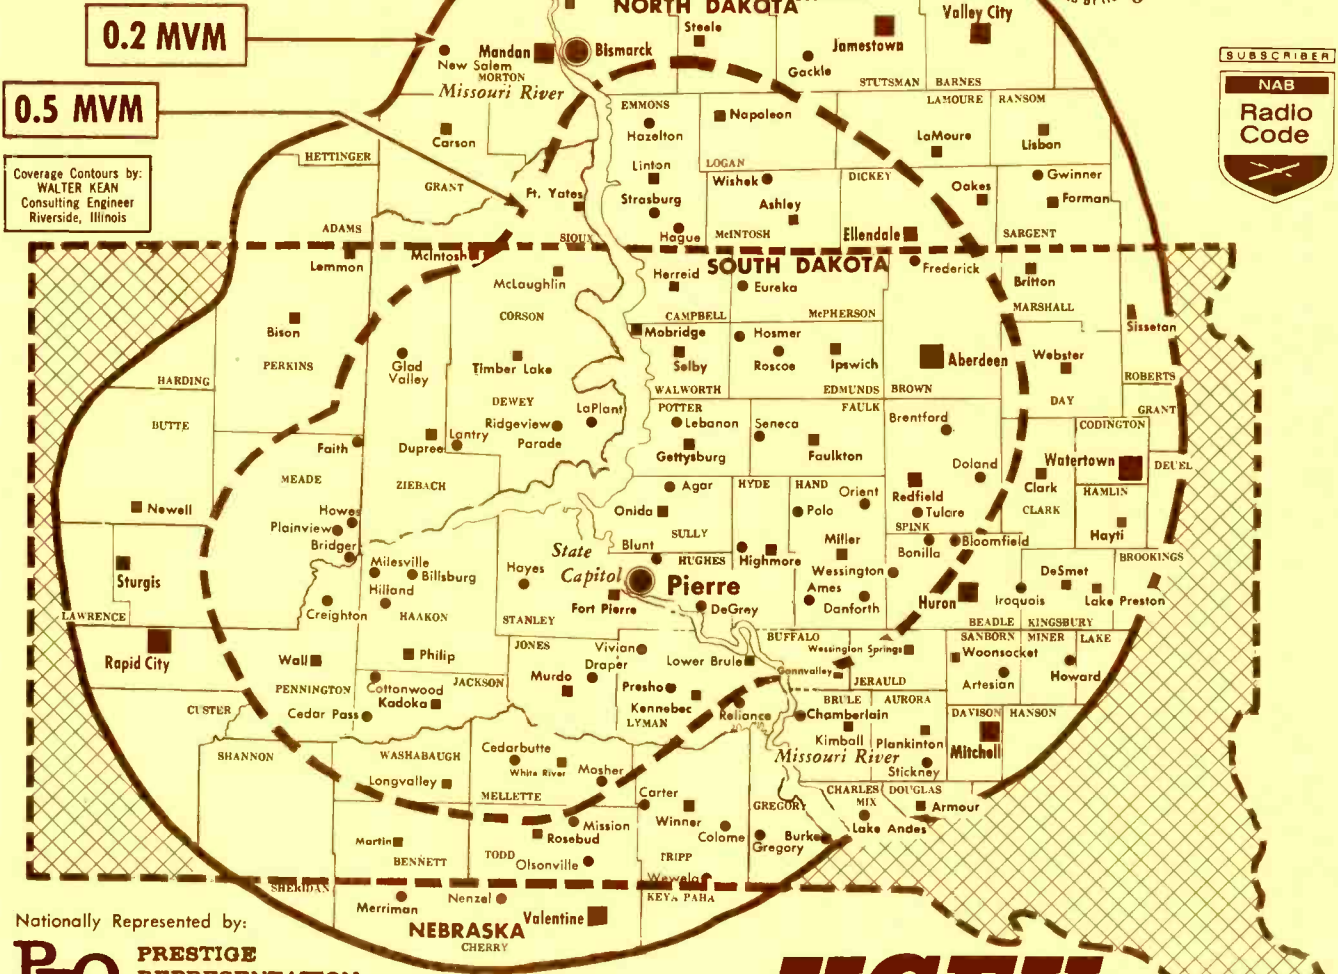 NORTH DAKOTA
0.2 MVM
0.5 MVM
Coverage Contours by:
WALTER KEAN
Consulting Engineer
Riverside, Illinois
SUBSCRIBER
NAB
Radio
Code
New Salem
MORTON
Mandan
Bismarck
Missouri River
Steele
Gackle
Jamestown
STUTSMAN
Valley City
BARNES
HETTINGER
Carson
GRANT
ADAMS
Ft. Yates
SIOUX
EMMONS
Hazelton
Linton
Strasburg
Hague
Napoleon
LOGAN
Wishek
Ashley
McINTOSH
LAMOURE
LaMoure
RANSOM
Lisbon
DICKEY
Oakes
Ellendale
Gwinner
Forman
SARGENT
SOUTH DAKOTA
Lemmon
McIntosh
McLaughlin
CORSON
Bison
PERKINS
HARDING
BUTTE
Glad
Valley
Timber Lake
DEWEY
Ridgeview
Parade
LaPlant
Lantry
Dupree
ZIEBACH
Faith
MEADE
Herreid
CAMPBELL
Mobridge
Selby
WALWORTH
Eureka
McPHERSON
Hosmer
Roscoe
Ipswich
EDMUNDS
Frederick
Aberdeen
BROWN
Britton
MARSHALL
Webster
DAY
Sisseton
ROBERTS
GRANT
POTTER
Lebanon
Gettysburg
Seneca
FAULK
Faulkton
Brentford
Doland
Redfield
Tulare
SPINK
CODINGTON
Watertown
DEUEL
Clark
CLARK
HAMLIN
Hayti
BROOKINGS
Newell
Sturgis
LAWRENCE
Rapid City
Howes
Plainview
Bridger
Creighton
Milesville
Billsburg
Hilland
HAAKON
Philip
Hayes
STANLEY
Agar
Onida
SULLY
Blunt
HUGHES
State
Capitol
Pierre
Fort Pierre
DeGrey
HYDE
Highmore
HAND
Polo
Orient
Miller
Wessington
Ames
Danforth
Bonilla
Bloomfield
Huron
BEADLE
Iroquois
DeSmet
KINGSBURY
Lake Preston
Wall
PENNINGTON
CUSTER
Cottonwood
Kadoka
Cedar Pass
JACKSON
JONES
Murdo
Draper
Vivian
Presho
Kennebec
LYMAN
Lower Brule
Reliance
BUFFALO
Gannvalley
Wessington Springs
JERAULD
SANBORN
Woonsocket
Artesian
MINER
Howard
LAKE
BRULE
Chamberlain
Kimball
AURORA
Plankinton
Stickney
DAVISON
Mitchell
HANSON
Missouri River
SHANNON
WASHABAUGH
Longvalley
Cedarbutte
White River
Mosher
MELLETTE
Martin
BENNETT
TODD
Mission
Rosebud
Olsonville
Carter
Winner
Colome
TRIPP
Wewela
GREGORY
Burke
Gregory
CHARLES
MIX
Lake Andes
DOUGLAS
Armour
SHERIDAN
Merriman
Nenzel
Valentine
KEYA PAHA
NEBRASKA
CHERRY
Nationally Represented by:
PRESTIGE